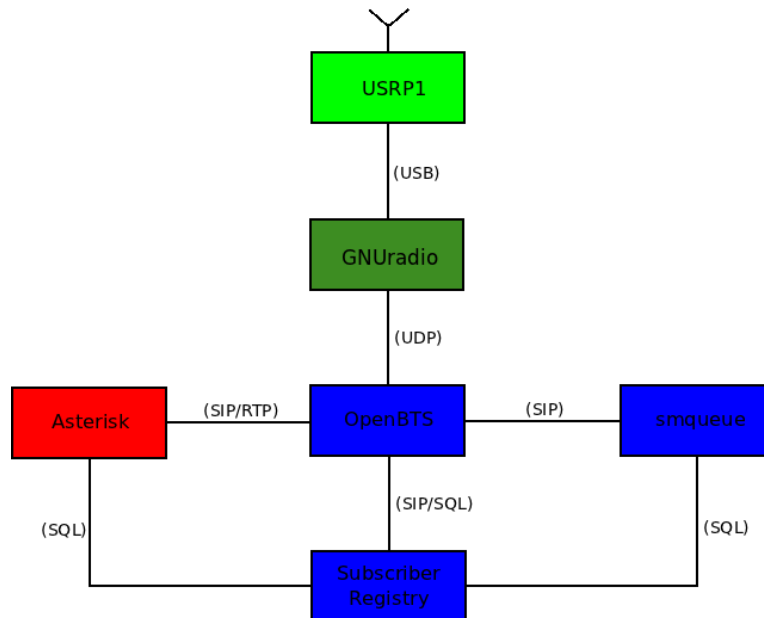 USRP1
(USB)
GNUradio
(UDP)
Asterisk
(SIP/RTP)
OpenBTS
(SIP)
smqueue
(SQL)
(SIP/SQL)
(SQL)
Subscriber
Registry